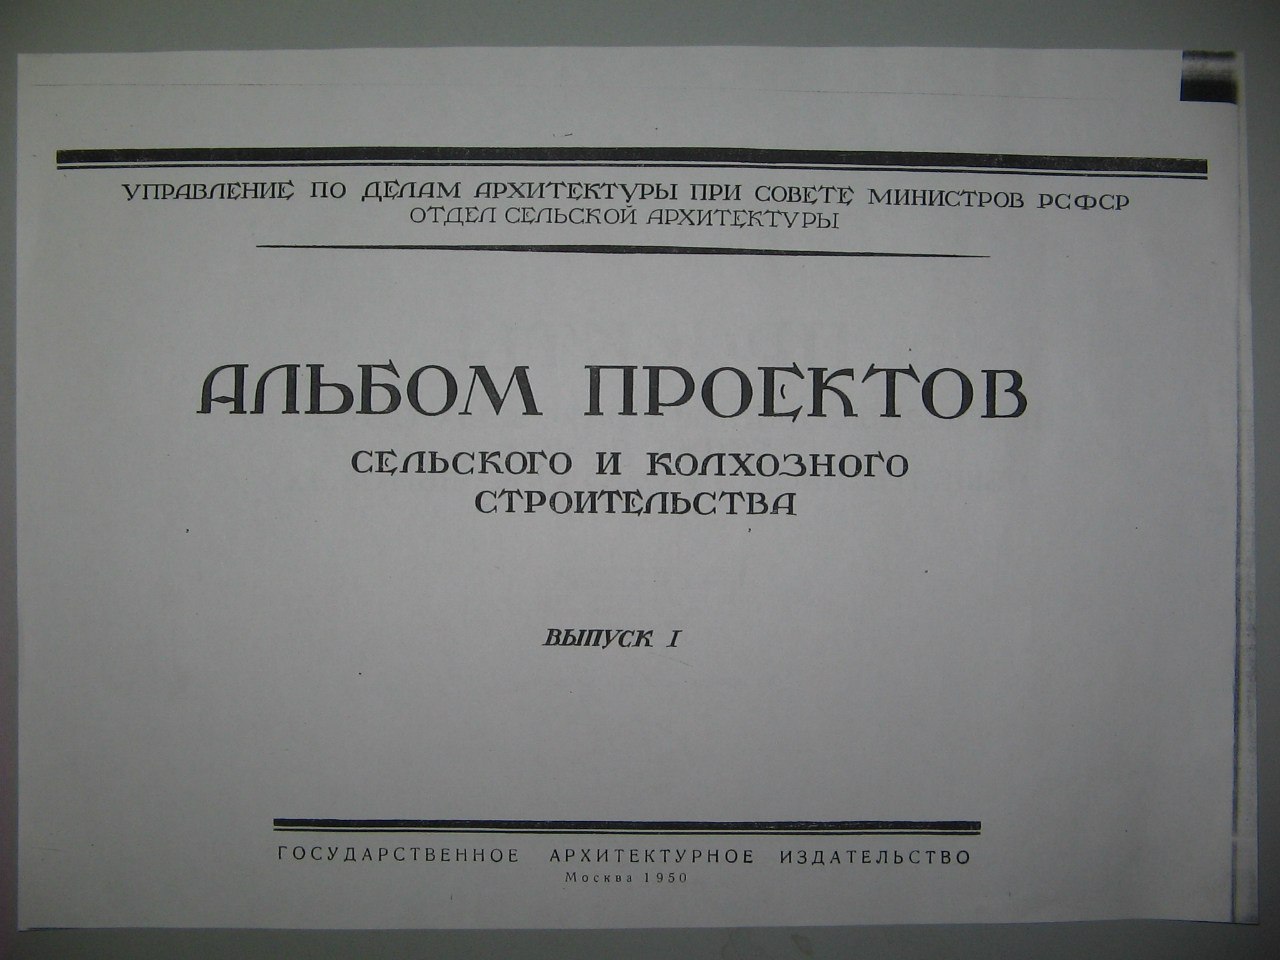 УПРАВЛЕНИЕ ПО ДЕЛАМ АРХИТЕКТУРЫ ПРИ СОВЕТЕ МИНИСТРОВ РСФСР
ОТДЕЛ СЕЛЬСКОЙ АРХИТЕКТУРЫ
АЛЬБОМ ПРОЕКТОВ
СЕЛЬСКОГО И КОЛХОЗНОГО
СТРОИТЕЛЬСТВА
ВЫПУСК I
ГОСУДАРСТВЕННОЕ АРХИТЕКТУРНОЕ ИЗДАТЕЛЬСТВО
Москва 1950